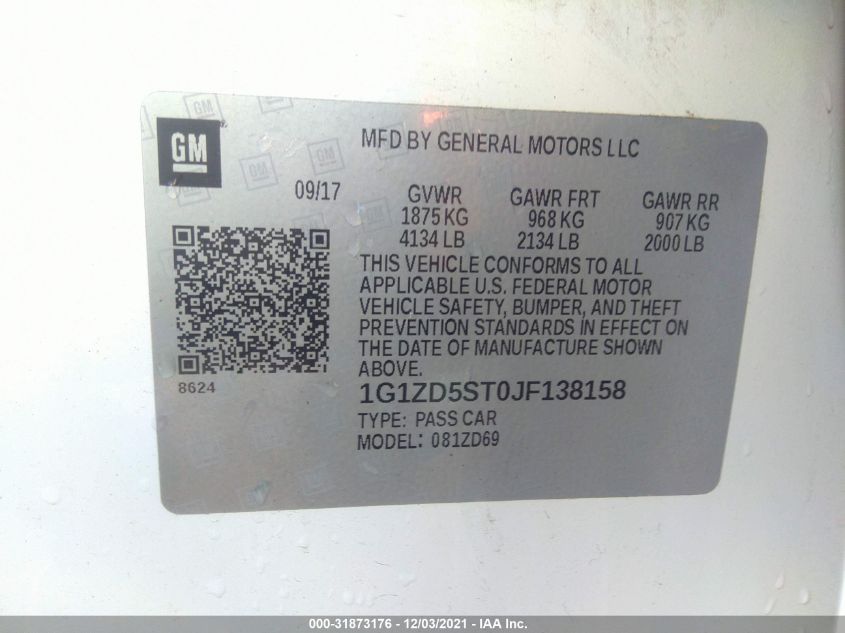 GM
MFD BY GENERAL MOTORS LLC
09/17
GVWR GAWR FRT GAWR RR
1875 KG 968 KG 907 KG
4134 LB 2134 LB 2000 LB
THIS VEHICLE CONFORMS TO ALL
APPLICABLE U.S. FEDERAL MOTOR
VEHICLE SAFETY, BUMPER, AND THEFT
PREVENTION STANDARDS IN EFFECT ON
THE DATE OF MANUFACTURE SHOWN
ABOVE.
8624
1G1ZD5ST0JF138158
TYPE: PASS CAR
MODEL: 081ZD69
000-31873176 - 12/03/2021 - IAA Inc.